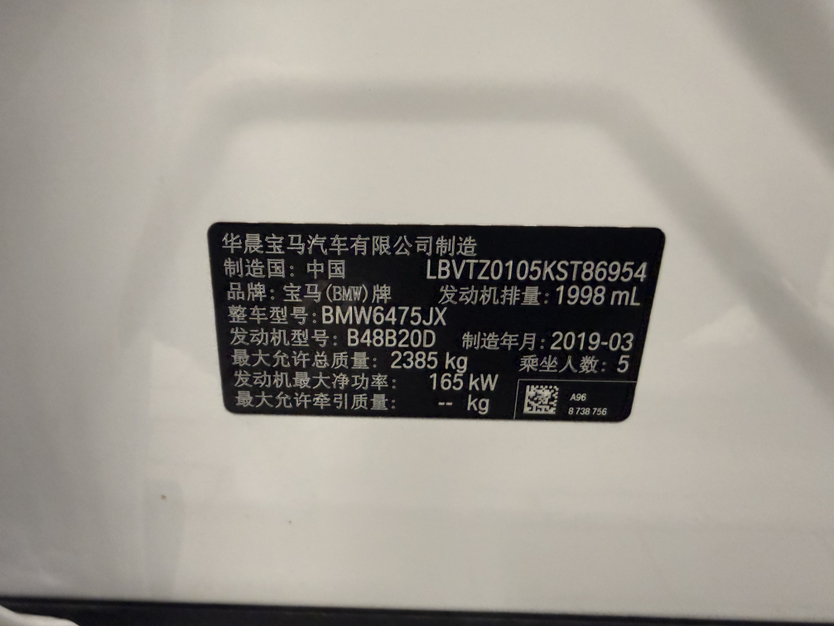 华晨宝马汽车有限公司制造
制造国：中国 LBVTZ0105KST86954
品牌：宝马(BMW)牌 发动机排量：1998 mL
整车型号：BMW6475JX
发动机型号：B48B20D 制造年月：2019-03
最大允许总质量：2385 kg 乘坐人数：5
发动机最大净功率：165 kW
最大允许牵引质量：-- kg
A96
8 738 756